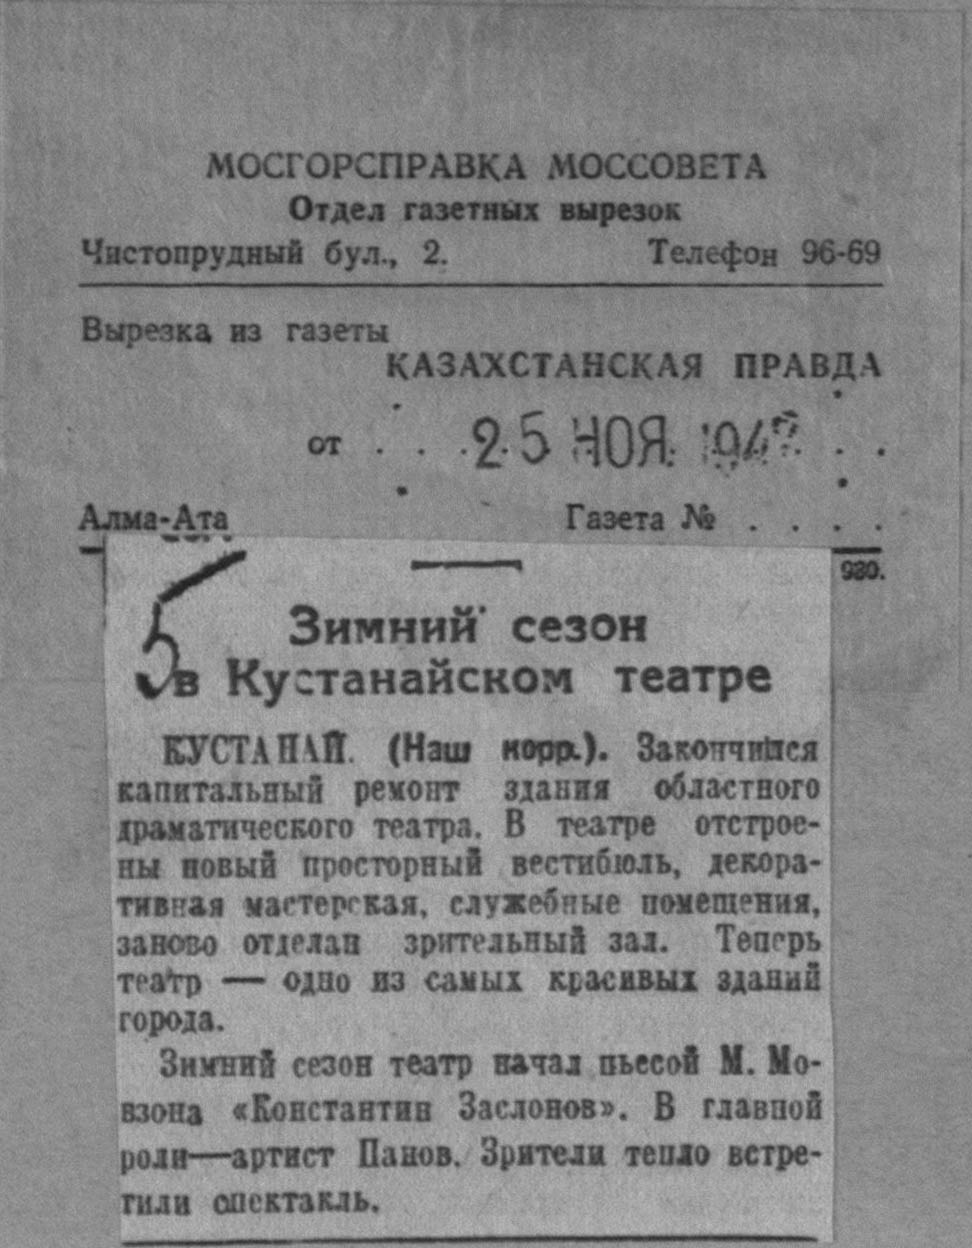 МОСГОРСПРАВКА МОССОВЕТА
Отдел газетных вырезок
Чистопрудный бул., 2. Телефон 96-69
Вырезка из газеты
КАЗАХСТАНСКАЯ ПРАВДА
от . . . 25 НОЯ. 194 . .
Алма-Ата Газета № . . . .
930.
5
Зимний сезон
в Кустанайском театре
КУСТАНАЙ. (Наш корр.). Закончился
капитальный ремонт здания областного
драматического театра. В театре отстрое-
ны новый просторный вестибюль, декора-
тивная мастерская, служебные помещения,
заново отделан зрительный зал. Теперь
театр — одно из самых красивых зданий
города.
Зимний сезон театр начал пьесой М. Мо-
взона «Константин Заслонов». В главной
роли—артист Панов. Зрители тепло встре-
тили спектакль.